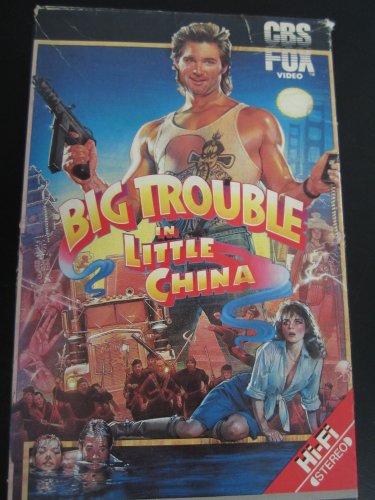 CBS
FOX
VIDEO
BIG TROUBLE
IN
LITTLE
CHINA
Hi-Fi
STEREO